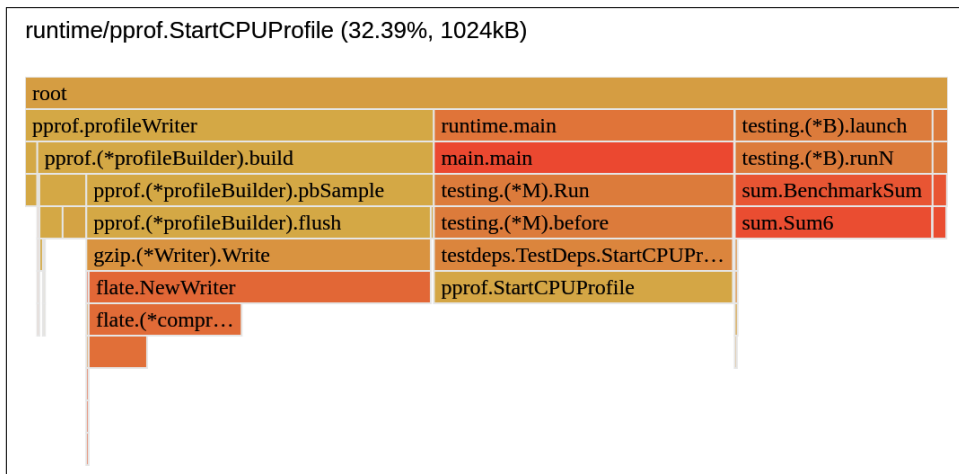 runtime/pprof.StartCPUProfile (32.39%, 1024kB)
root
pprof.profileWriter runtime.main testing.(*B).launch
pprof.(*profileBuilder).build main.main testing.(*B).runN
pprof.(*profileBuilder).pbSample testing.(*M).Run sum.BenchmarkSum
pprof.(*profileBuilder).flush testing.(*M).before sum.Sum6
gzip.(*Writer).Write testdeps.TestDeps.StartCPUPr…
flate.NewWriter pprof.StartCPUProfile
flate.(*compr…